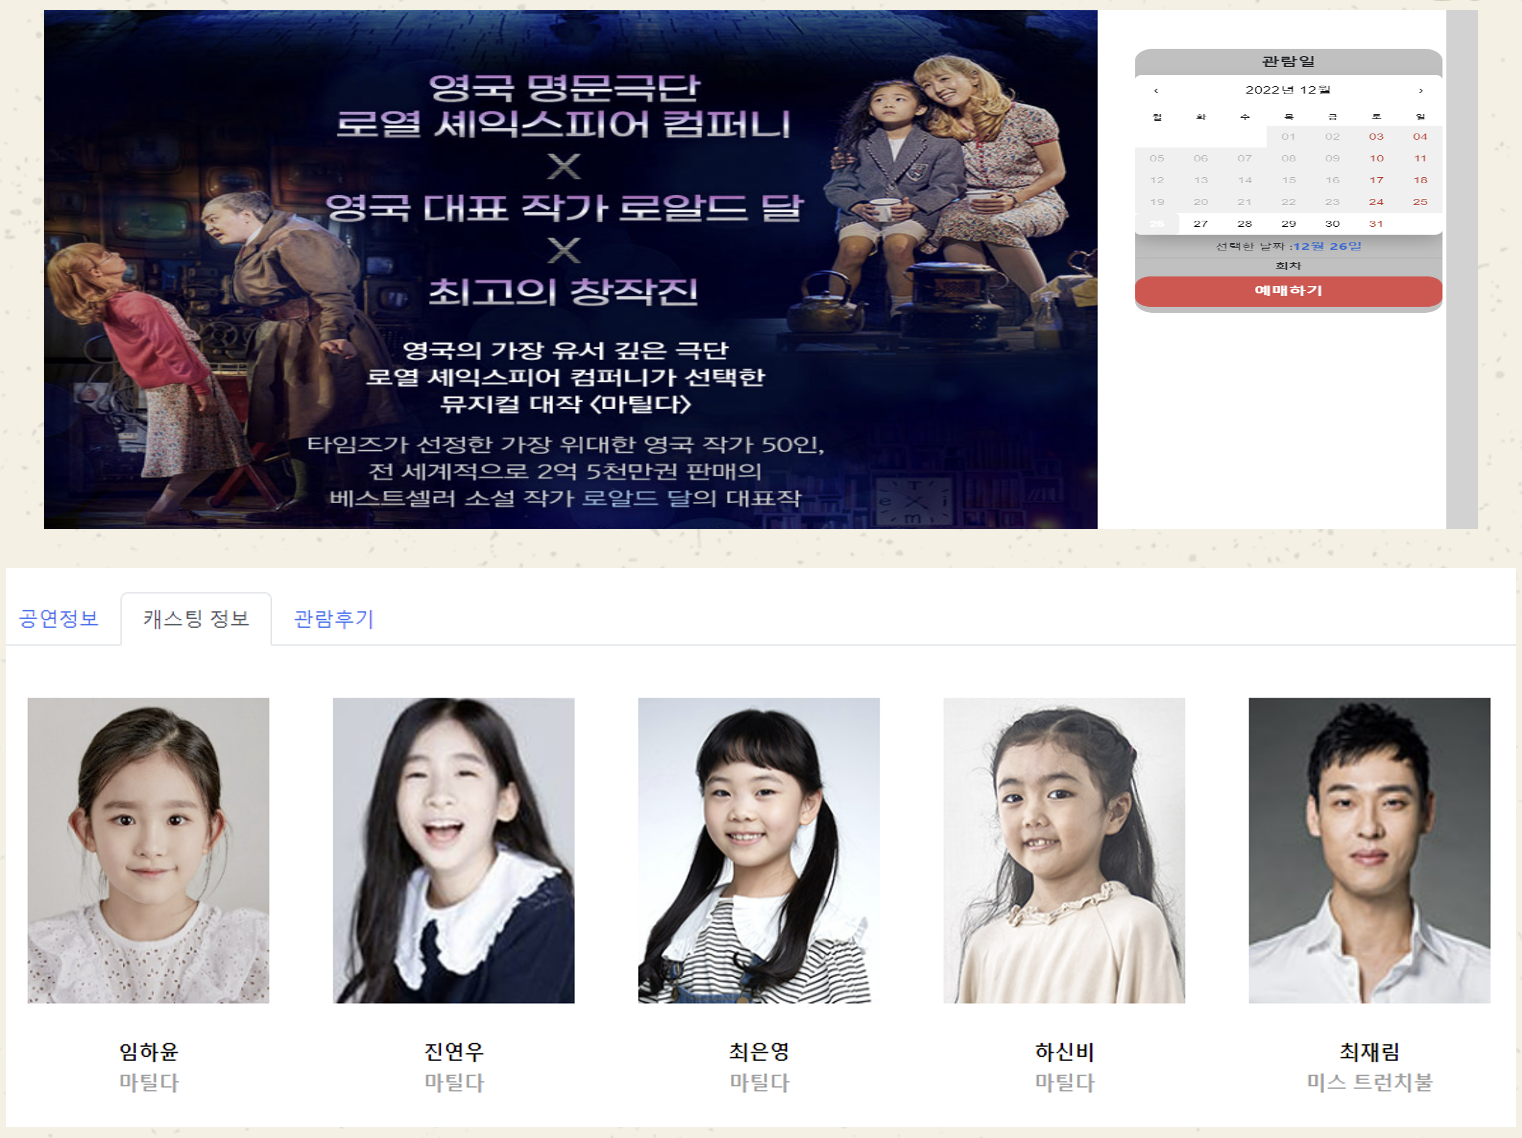 영국 명문극단
로열 셰익스피어 컴퍼니
X
영국 대표 작가 로알드 달
X
최고의 창작진
영국의 가장 유서 깊은 극단
로열 셰익스피어 컴퍼니가 선택한
뮤지컬 대작 〈마틸다〉
타임즈가 선정한 가장 위대한 영국 작가 50인,
전 세계적으로 2억 5천만권 판매의
베스트셀러 소설 작가 로알드 달의 대표작
관람일
‹ 2022년 12월 ›
월 화 수 목 금 토 일
01 02 03 04
05 06 07 08 09 10 11
12 13 14 15 16 17 18
19 20 21 22 23 24 25
26 27 28 29 30 31
선택한 날짜 :12월 26일
회차
예매하기
공연정보 캐스팅 정보 관람후기
임하윤 진연우 최은영 하신비 최재림
마틸다 마틸다 마틸다 마틸다 미스 트런치불